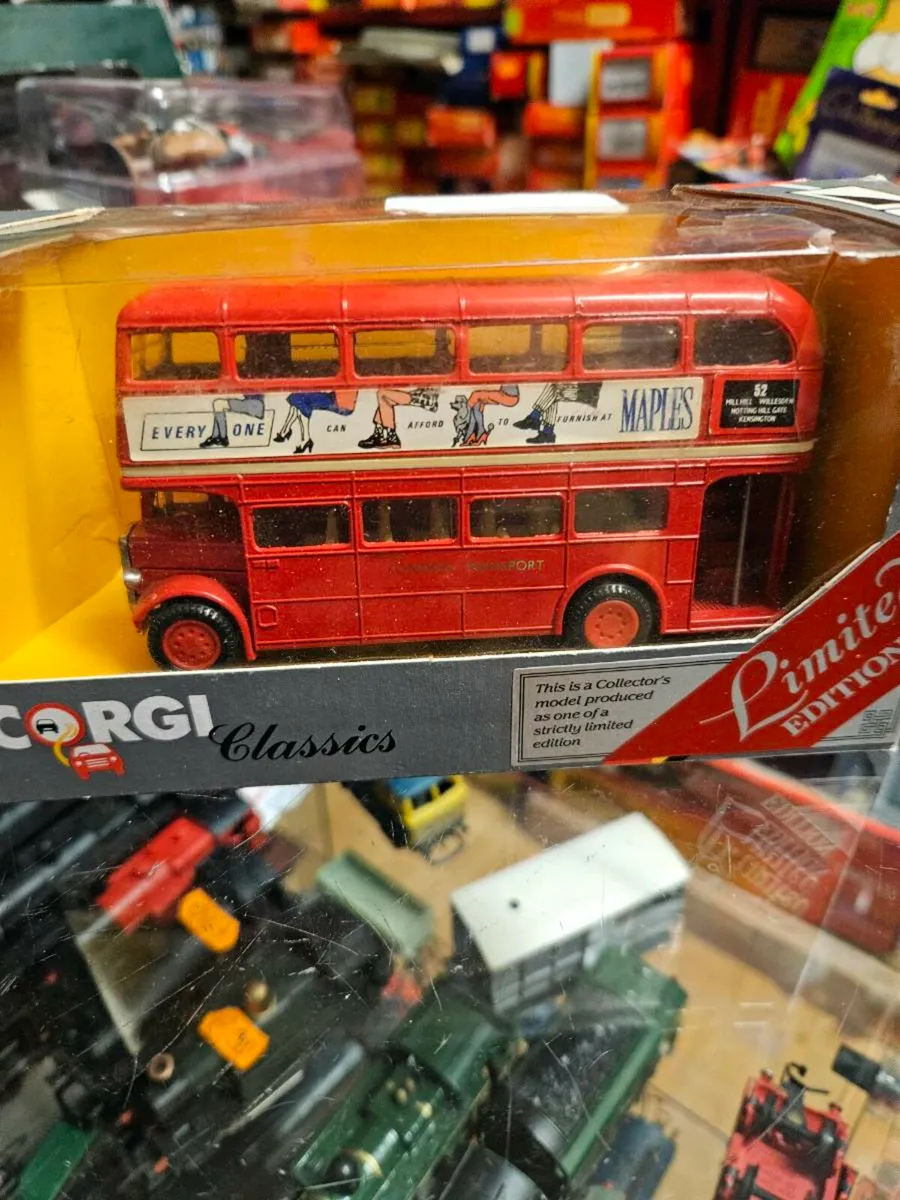 EVERY ONE CAN AFFORD TO FURNISH AT MAPLES
52
MILL HILL WILLESDEN
NOTTING HILL GATE
KENSINGTON
TRANSPORT
CORGI Classics
This is a Collector's
model produced
as one of a
strictly limited
edition
Limited
EDITION